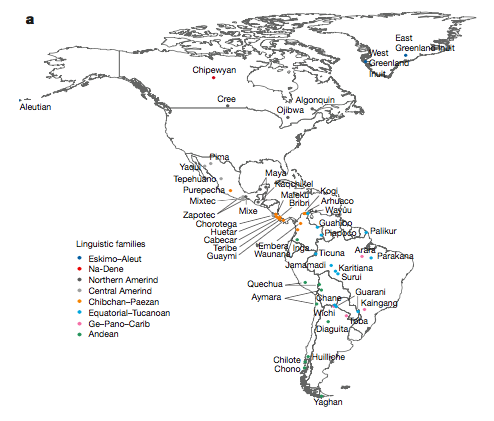 a
East
Greenland Inuit
West
Greenland
Inuit
Chipewyan
Aleutian
Cree
Algonquin
Ojibwa
Pima
Yaqui
Tepehuano
Purepecha
Mixtec
Zapotec
Mixe
Maya
Kaqchikel
Maleku
Bribri
Kogi
Arhuaco
Wayuu
Chorotega
Huetar
Cabecar
Teribe
Guaymi
Guahibo
Piapoco
Palikur
Embera
Waunana
Inga
Ticuna
Arara
Parakana
Jamamadi
Karitiana
Surui
Quechua
Aymara
Chane
Guarani
Kaingang
Wichi
Toba
Diaguita
Chilote
Huilliche
Chono
Yaghan
Linguistic families
Eskimo–Aleut
Na-Dene
Northern Amerind
Central Amerind
Chibchan–Paezan
Equatorial–Tucanoan
Ge–Pano–Carib
Andean